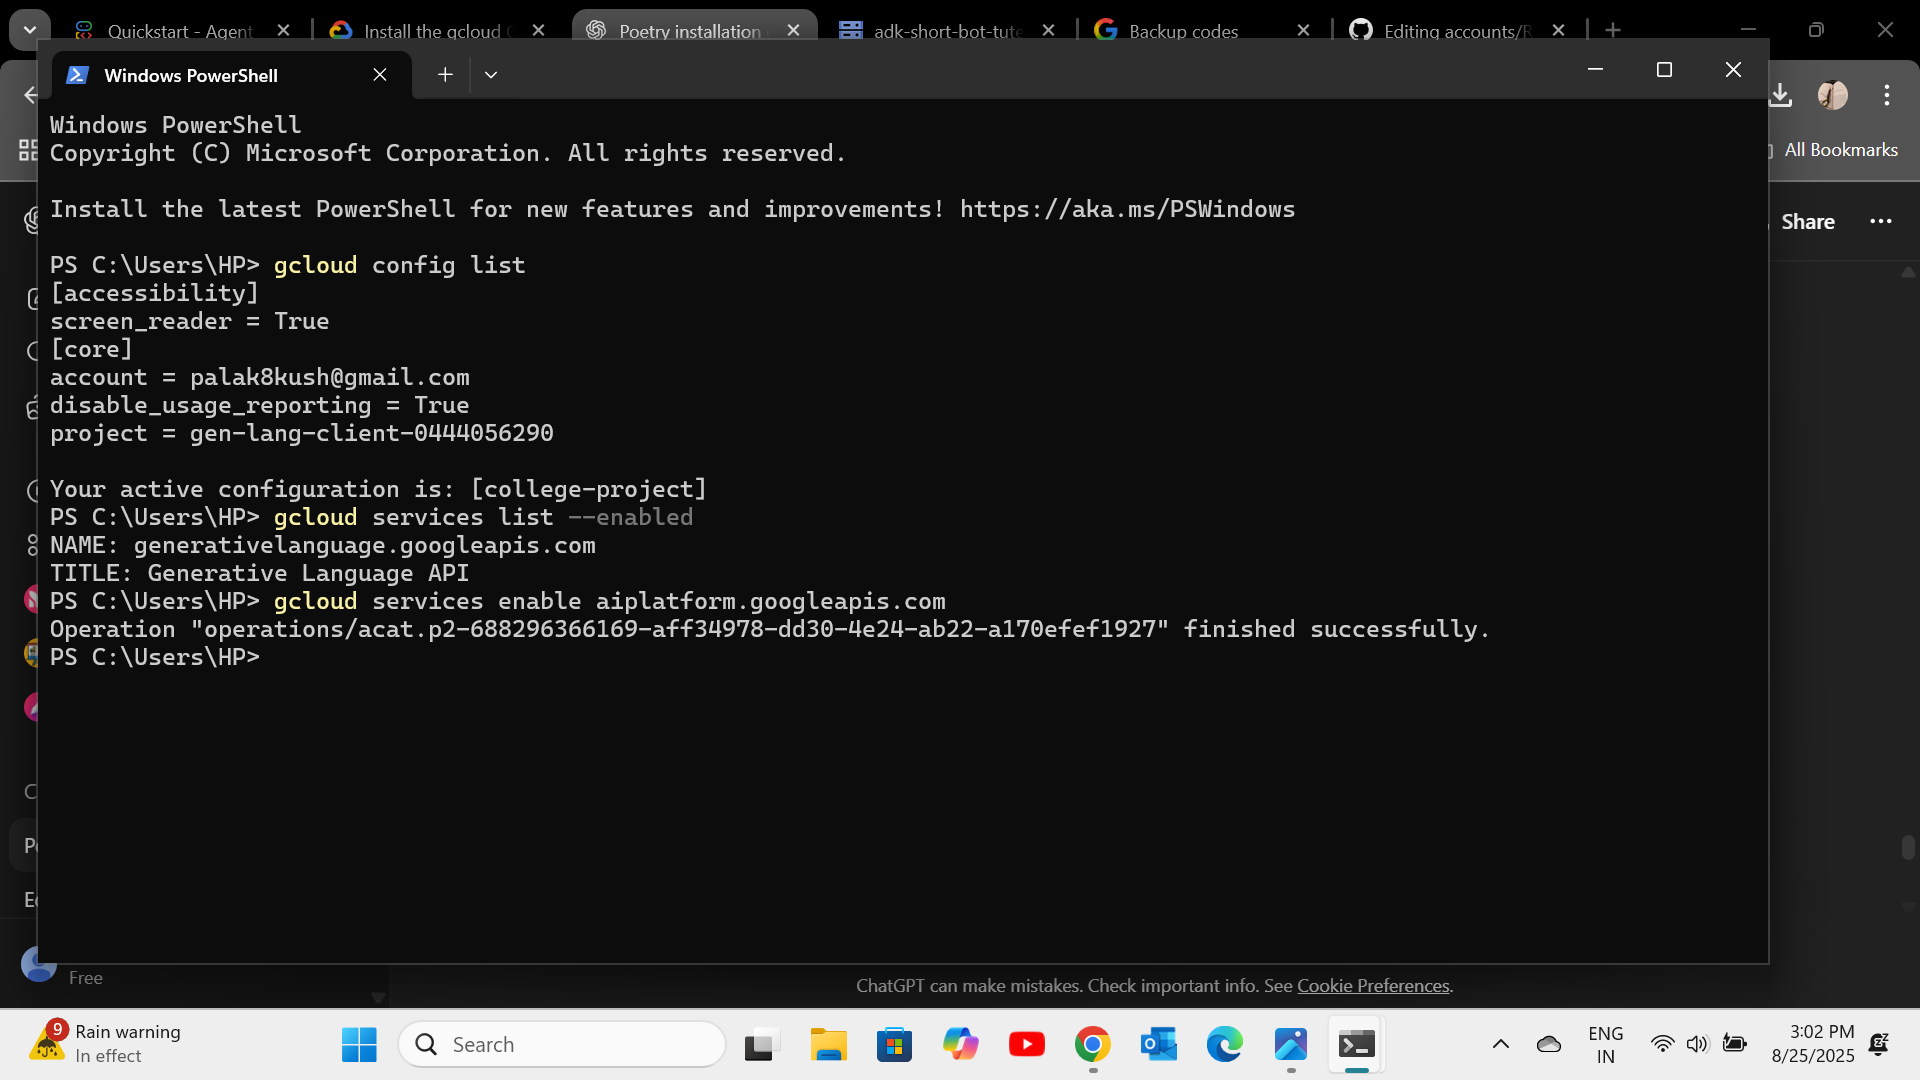 Quickstart - Agent
Install the gcloud
Poetry installation
adk-short-bot-tute
Backup codes
Editing accounts/R
Windows PowerShell
All Bookmarks
Share
Windows PowerShell
Copyright (C) Microsoft Corporation. All rights reserved.
Install the latest PowerShell for new features and improvements! https://aka.ms/PSWindows
PS C:\Users\HP> gcloud config list
[accessibility]
screen_reader = True
[core]
account = palak8kush@gmail.com
disable_usage_reporting = True
project = gen-lang-client-0444056290
Your active configuration is: [college-project]
PS C:\Users\HP> gcloud services list --enabled
NAME: generativelanguage.googleapis.com
TITLE: Generative Language API
PS C:\Users\HP> gcloud services enable aiplatform.googleapis.com
Operation "operations/acat.p2-688296366169-aff34978-dd30-4e24-ab22-a170efef1927" finished successfully.
PS C:\Users\HP>
Free
ChatGPT can make mistakes. Check important info. See Cookie Preferences.
9
Rain warning
In effect
Search
ENG
IN
3:02 PM
8/25/2025